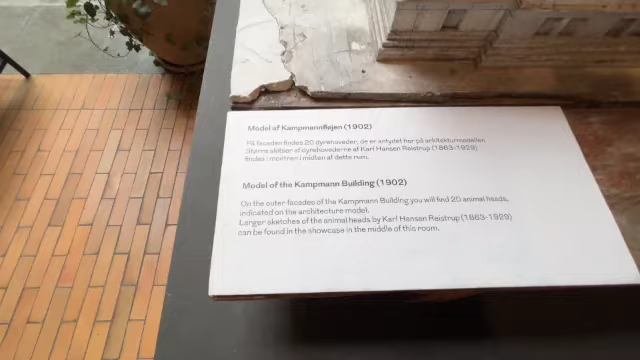 Model af Kampmannfløjen (1902)
På facaden findes 20 dyrehoveder, de er antydet her på arkitekturmodellen
Større skitser af dyrehovederne af Karl Hansen Reistrup (1863-1929)
findes i montren i midten af dette rum.
Model of the Kampmann Building (1902)
On the outer facades of the Kampmann Building you will find 20 animal heads,
indicated on the architecture model.
Larger sketches of the animal heads by Karl Hansen Reistrup (1863-1929)
can be found in the showcase in the middle of this room.